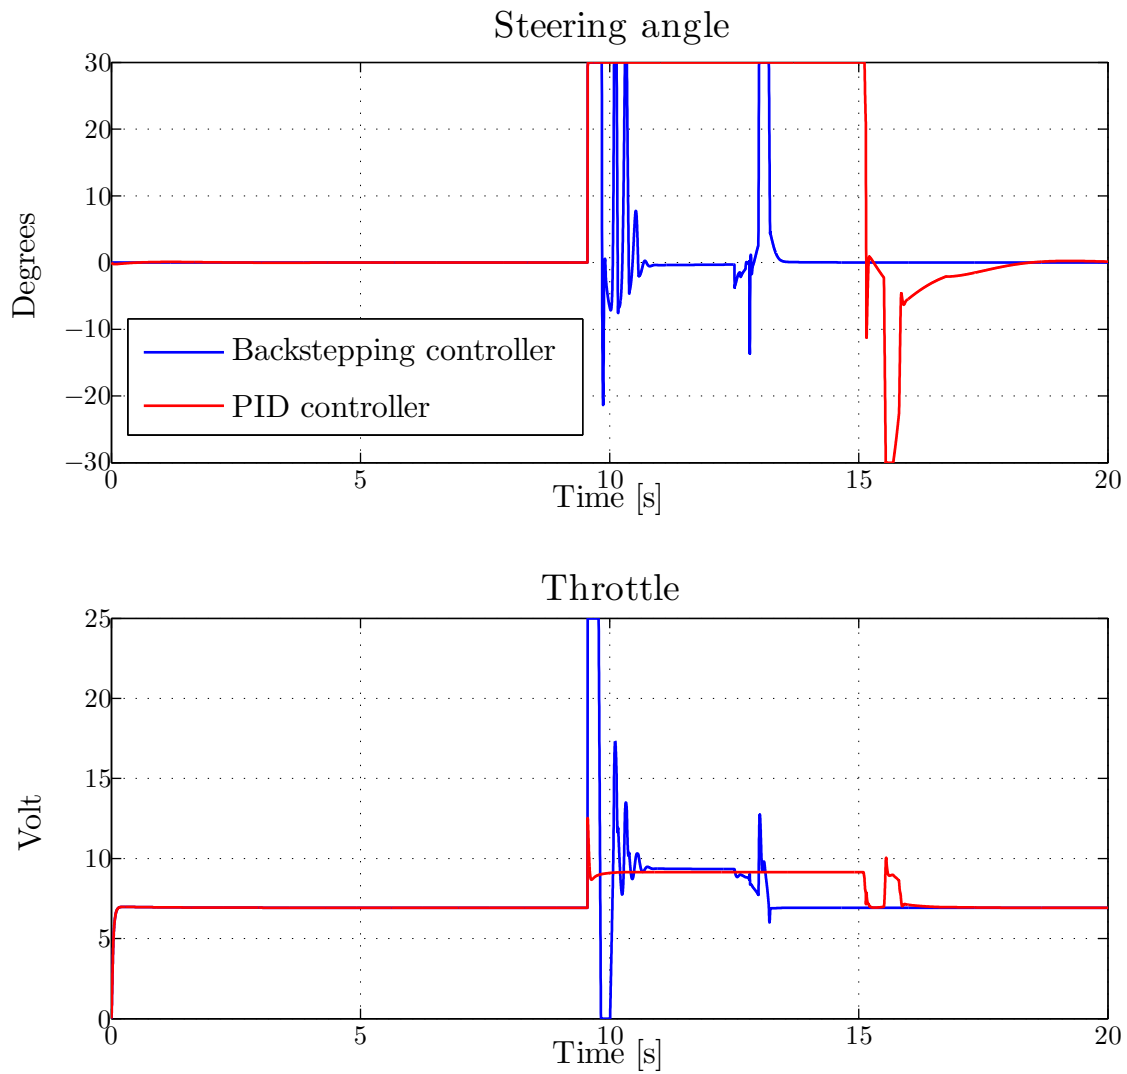 Steering angle
30
20
10
0
−10
−20
−30
Degrees
Backstepping controller
PID controller
0 5 10 15 20
Time [s]
Throttle
25
20
15
10
5
0
Volt
0 5 10 15 20
Time [s]